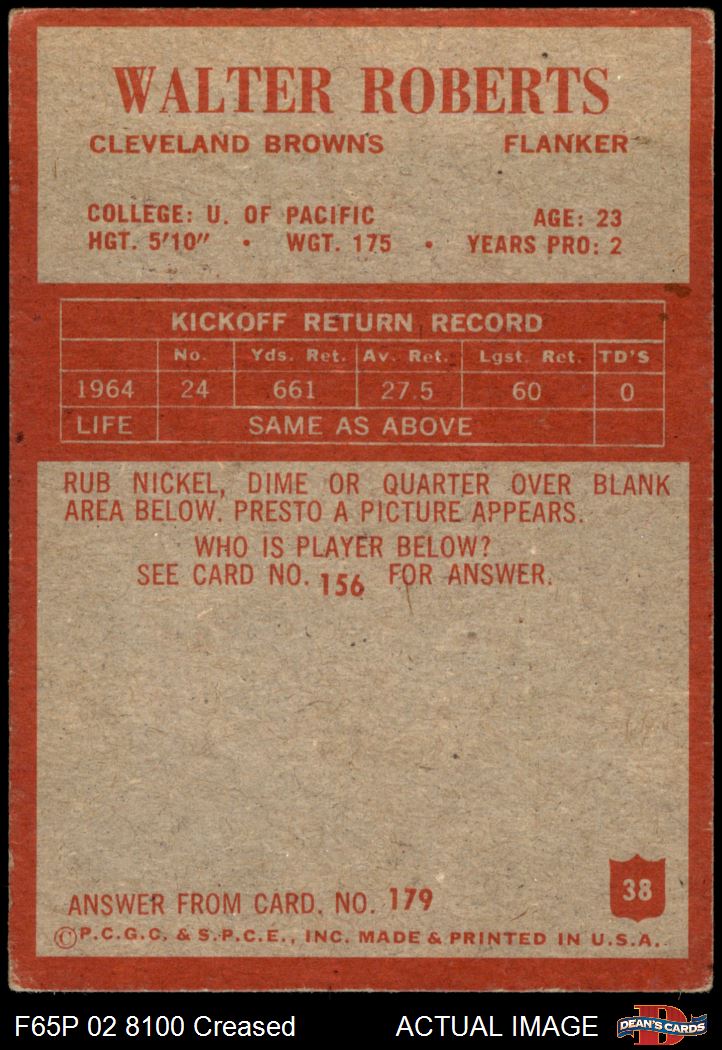 WALTER ROBERTS
CLEVELAND BROWNS FLANKER
COLLEGE: U. OF PACIFIC AGE: 23
HGT. 5'10" • WGT. 175 • YEARS PRO: 2
KICKOFF RETURN RECORD
No. Yds. Ret. Av. Ret. Lgst. Ret. TD'S
1964 24 661 27.5 60 0
LIFE SAME AS ABOVE
RUB NICKEL, DIME OR QUARTER OVER BLANK
AREA BELOW. PRESTO A PICTURE APPEARS.
WHO IS PLAYER BELOW?
SEE CARD NO. 156 FOR ANSWER.
38
ANSWER FROM CARD. NO. 179
©P.C.G.C. & S.P.C.E., INC. MADE & PRINTED IN U.S.A.
F65P 02 8100 Creased ACTUAL IMAGE
D
DEAN'S CARDS